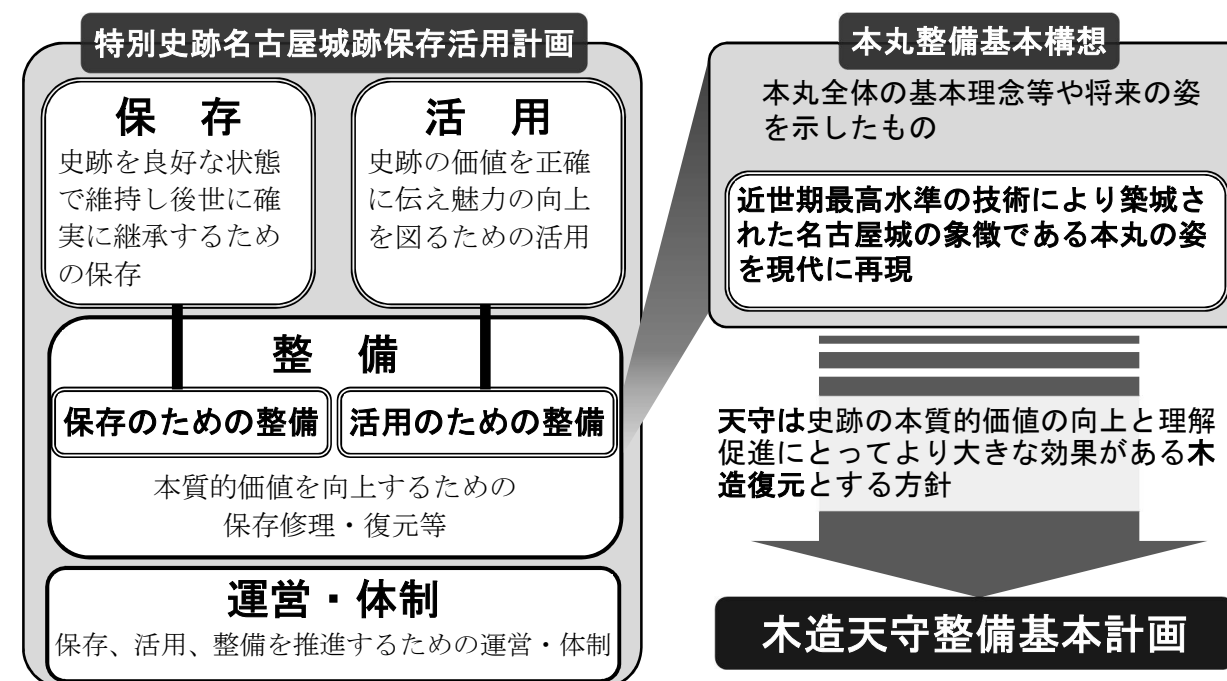 特別史跡名古屋城跡保存活用計画
保 存
史跡を良好な状態
で維持し後世に確
実に継承するため
の保存
活 用
史跡の価値を正確
に伝え魅力の向上
を図るための活用
整 備
保存のための整備
活用のための整備
本質的価値を向上するための
保存修理・復元等
運営・体制
保存、活用、整備を推進するための運営・体制
本丸整備基本構想
本丸全体の基本理念等や将来の姿
を示したもの
近世期最高水準の技術により築城さ
れた名古屋城の象徴である本丸の姿
を現代に再現
天守は史跡の本質的価値の向上と理解
促進にとってより大きな効果がある木
造復元とする方針
木造天守整備基本計画